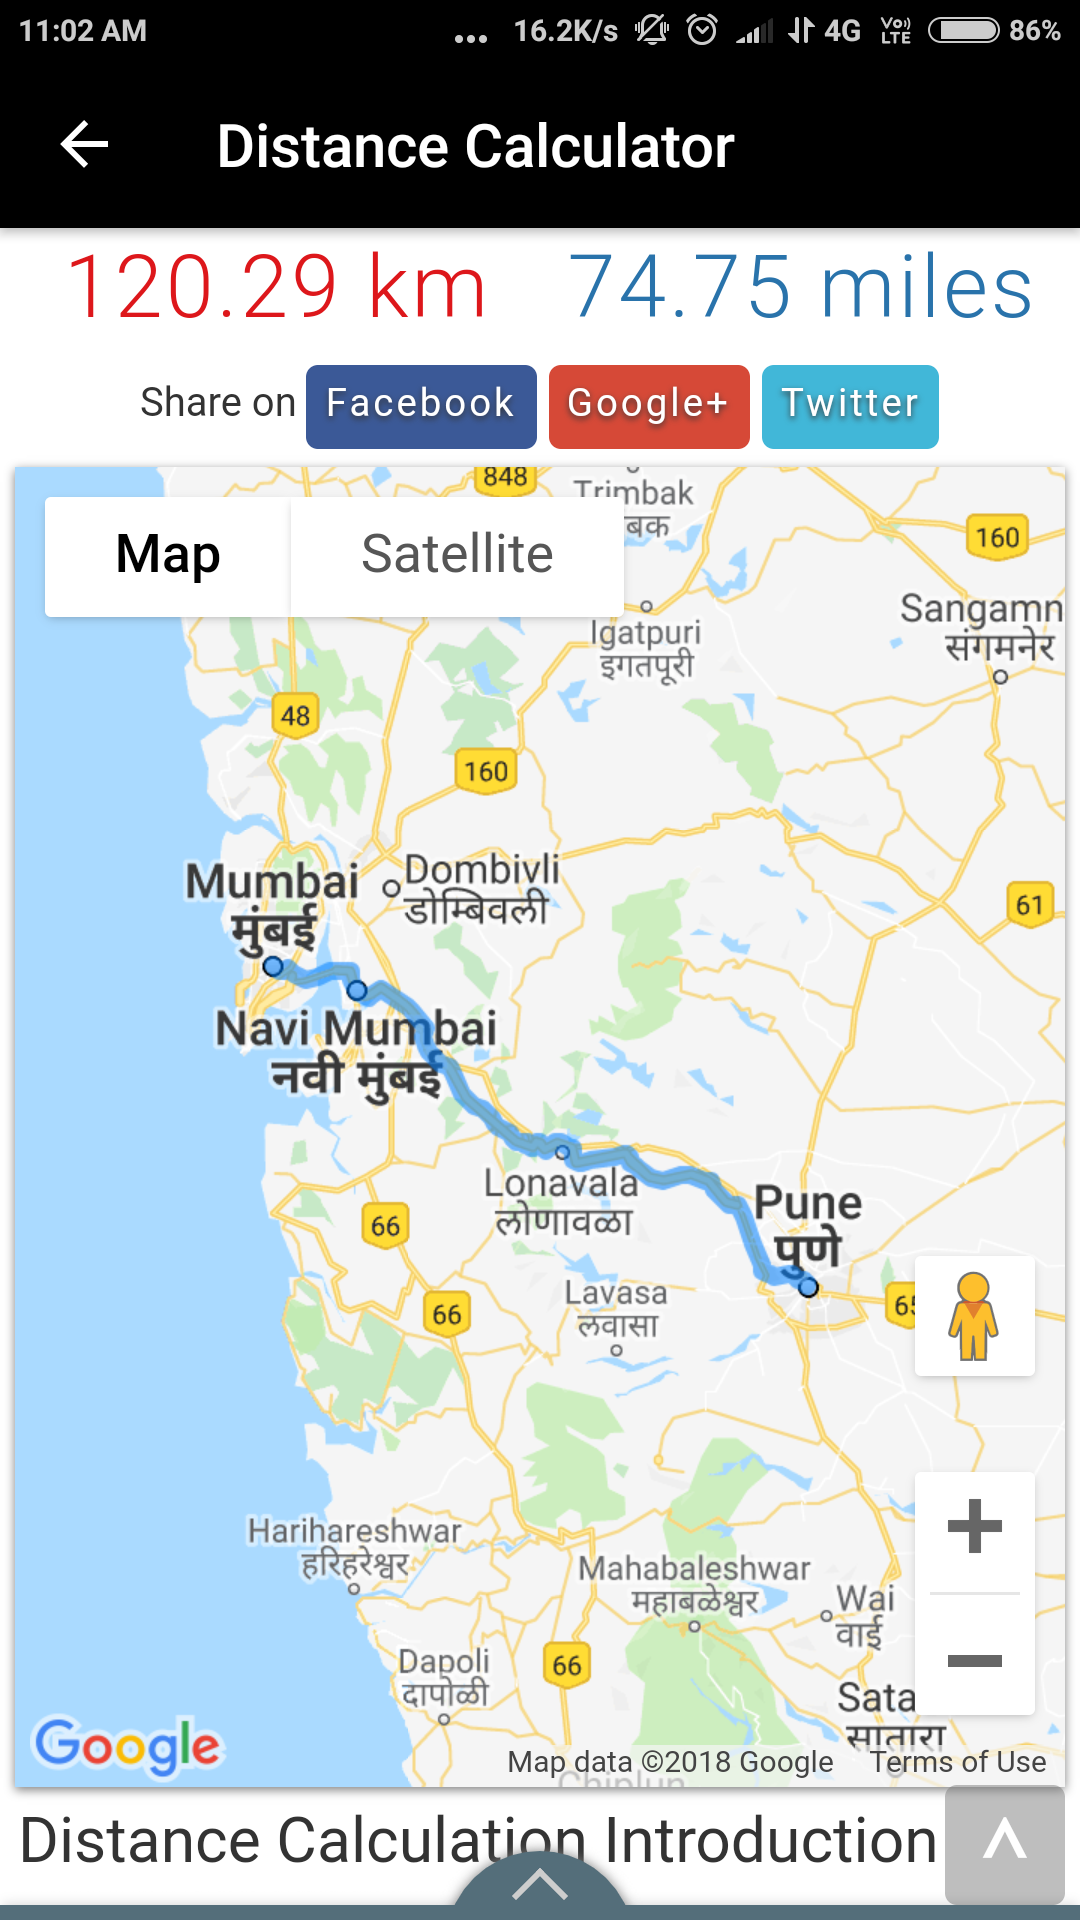 11:02 AM
... 16.2K/s 4G VoLTE 86%
Distance Calculator
120.29 km 74.75 miles
Share on Facebook Google+ Twitter
848
Trimbak
बक
Map Satellite
160
Sangamn
संगमनेर
Igatpuri
इगतपूरी
48
160
Mumbai
मुंबई
Dombivli
डोम्बिवली
61
Navi Mumbai
नवी मुंबई
Lonavala
लोणावळा
Pune
पुणे
66
Lavasa
लवासा
66
Harihareshwar
हरिहरेश्वर
Mahabaleshwar
महाबळेश्वर
Wai
वाई
Dapoli
दापोळी
66
Sata
सातारा
Google
Map data ©2018 Google Terms of Use
Chiplun
Distance Calculation Introduction